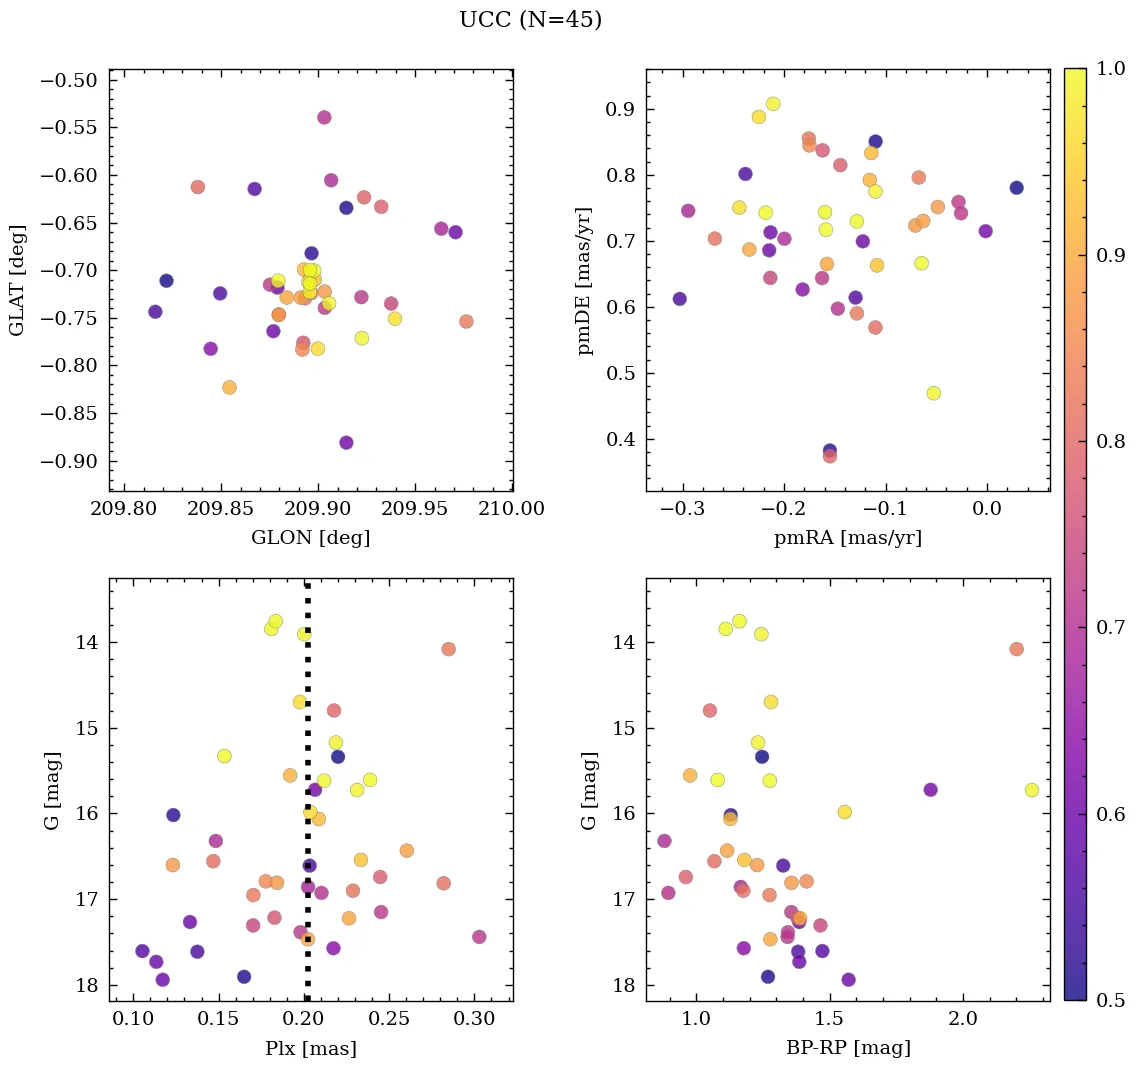 UCC (N=45)
−0.50
−0.55
−0.60
−0.65
−0.70
−0.75
−0.80
−0.85
−0.90
GLAT [deg]
209.80 209.85 209.90 209.95 210.00
GLON [deg]
0.9
0.8
0.7
0.6
0.5
0.4
pmDE [mas/yr]
−0.3 −0.2 −0.1 0.0
pmRA [mas/yr]
14
15
16
17
18
G [mag]
0.10 0.15 0.20 0.25 0.30
Plx [mas]
14
15
16
17
18
G [mag]
1.0 1.5 2.0
BP-RP [mag]
1.0
0.9
0.8
0.7
0.6
0.5